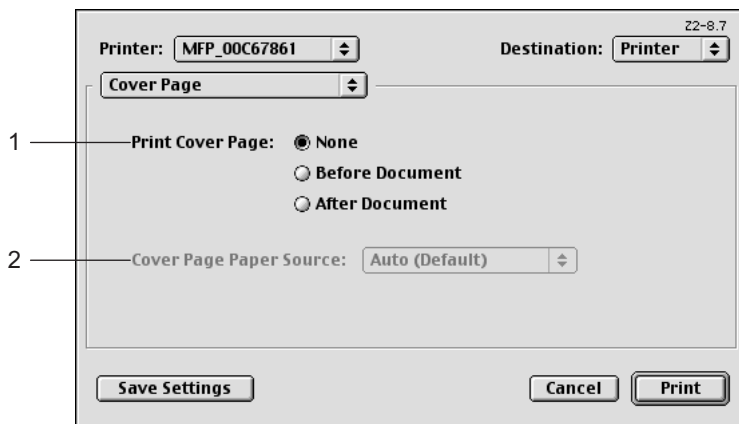 Z2-8.7
Printer: MFP_00C67861 Destination: Printer
Cover Page
1 Print Cover Page: None
Before Document
After Document
2 Cover Page Paper Source: Auto (Default)
Save Settings Cancel Print